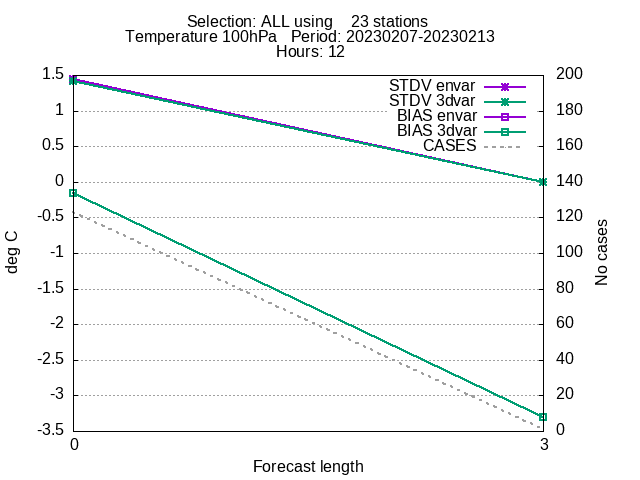 Selection: ALL using 23 stations
Temperature 100hPa Period: 20230207-20230213
Hours: 12
1.5
1
0.5
0
-0.5
-1
-1.5
-2
-2.5
-3
-3.5
200
180
160
140
120
100
80
60
40
20
0
STDV envar
STDV 3dvar
BIAS envar
BIAS 3dvar
CASES
deg C
No cases
0
3
Forecast length